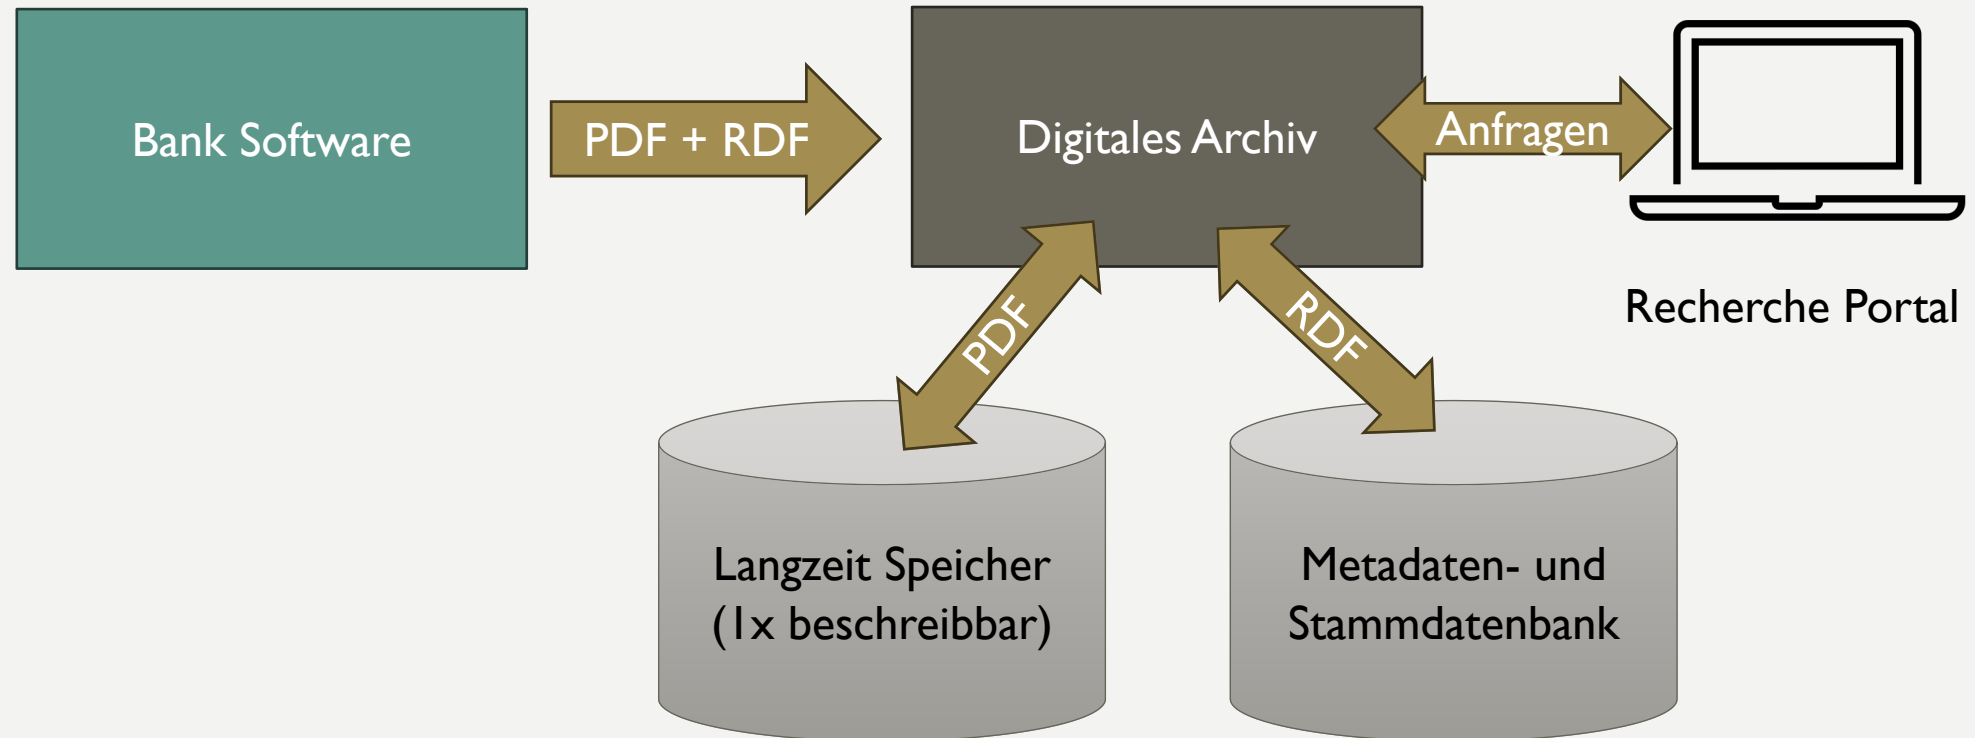 Bank Software
PDF + RDF
Digitales Archiv
Anfragen
Recherche Portal
PDF
RDF
Langzeit Speicher
(1x beschreibbar)
Metadaten- und
Stammdatenbank